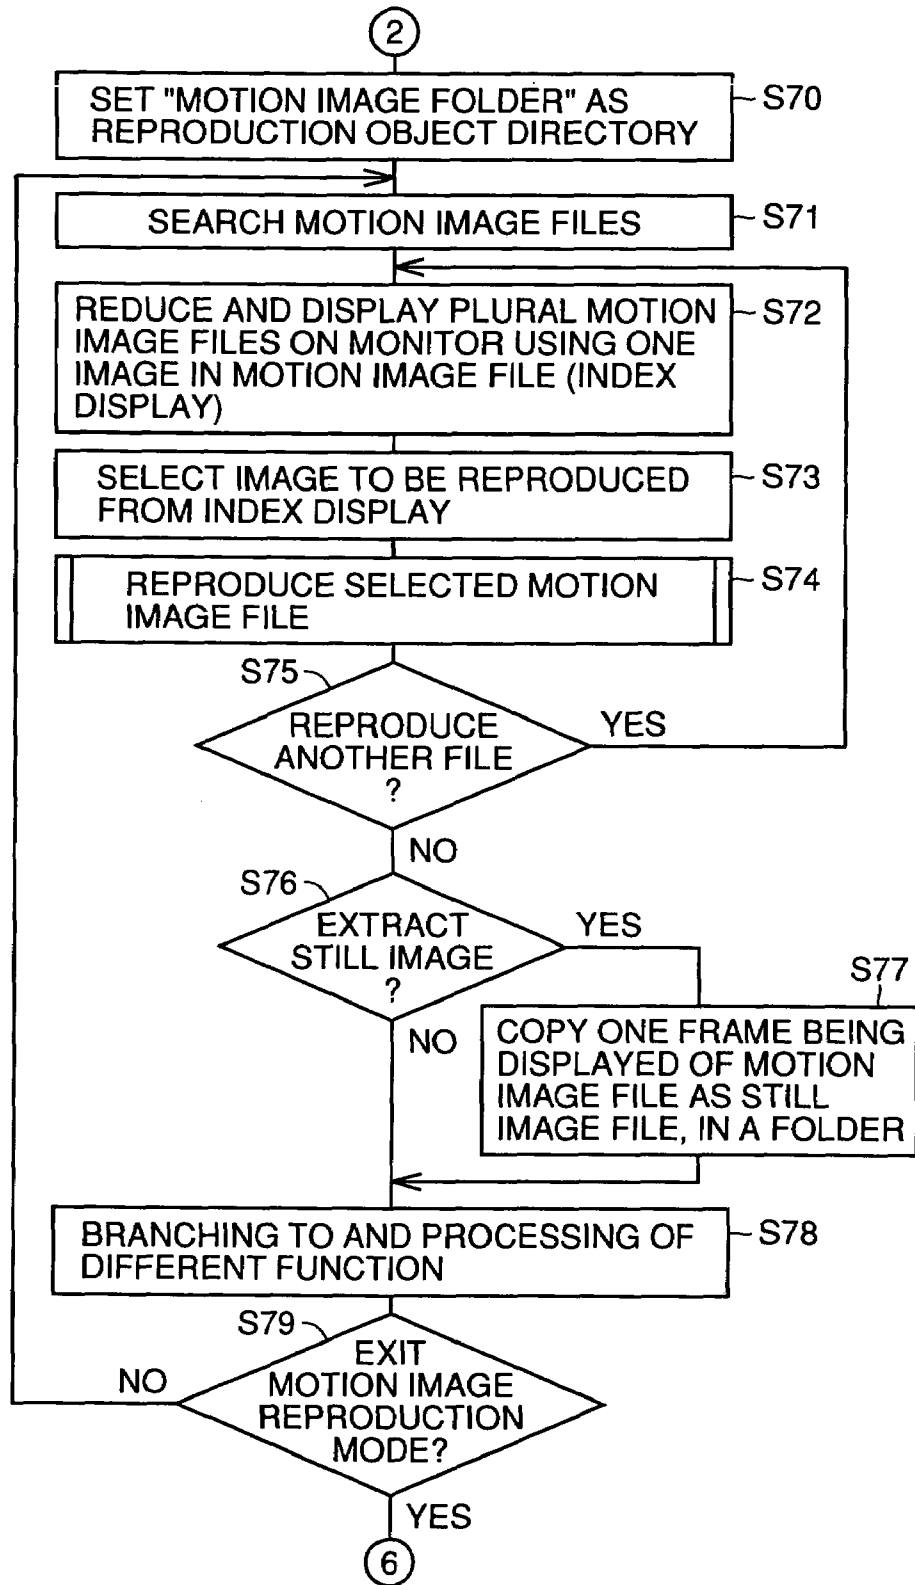 2
SET "MOTION IMAGE FOLDER" AS
REPRODUCTION OBJECT DIRECTORY
S70
SEARCH MOTION IMAGE FILES
S71
REDUCE AND DISPLAY PLURAL MOTION
IMAGE FILES ON MONITOR USING ONE
IMAGE IN MOTION IMAGE FILE (INDEX
DISPLAY)
S72
SELECT IMAGE TO BE REPRODUCED
FROM INDEX DISPLAY
S73
REPRODUCE SELECTED MOTION
IMAGE FILE
S74
S75
REPRODUCE
ANOTHER FILE
?
YES
NO
S76
EXTRACT
STILL IMAGE
?
YES
NO
S77
COPY ONE FRAME BEING
DISPLAYED OF MOTION
IMAGE FILE AS STILL
IMAGE FILE, IN A FOLDER
BRANCHING TO AND PROCESSING OF
DIFFERENT FUNCTION
S78
S79
EXIT
MOTION IMAGE
REPRODUCTION
MODE?
NO
YES
6